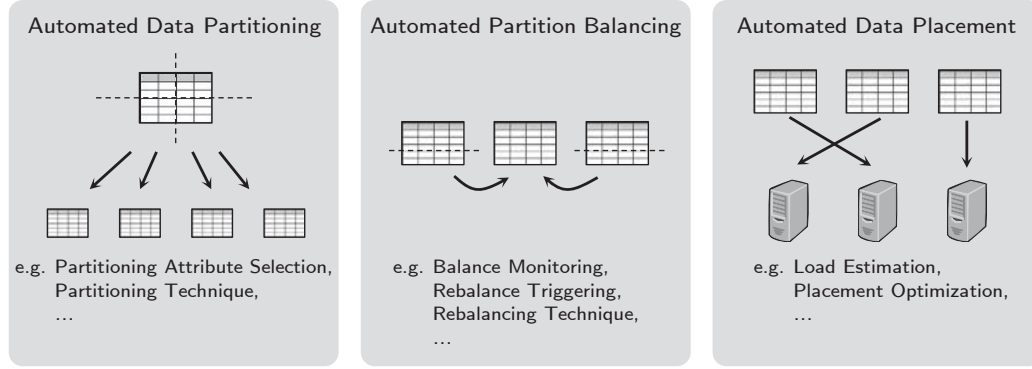 Automated Data Partitioning
e.g. Partitioning Attribute Selection,
Partitioning Technique,
...
Automated Partition Balancing
e.g. Balance Monitoring,
Rebalance Triggering,
Rebalancing Technique,
...
Automated Data Placement
e.g. Load Estimation,
Placement Optimization,
...